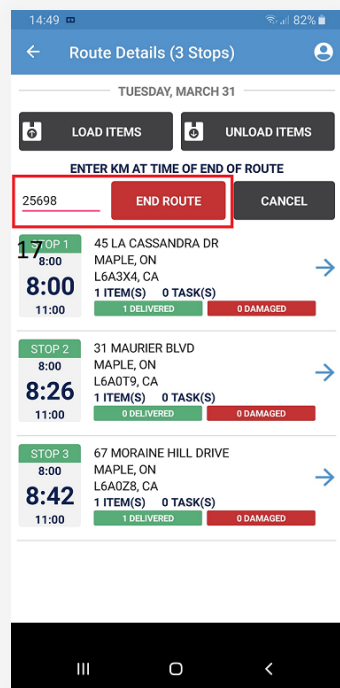 14:49 82%
Route Details (3 Stops)
TUESDAY, MARCH 31
LOAD ITEMS UNLOAD ITEMS
ENTER KM AT TIME OF END OF ROUTE
25698 END ROUTE CANCEL
17
STOP 1 45 LA CASSANDRA DR
8:00 MAPLE, ON
8:00 L6A3X4, CA
1 ITEM(S) 0 TASK(S)
11:00 1 DELIVERED 0 DAMAGED
STOP 2 31 MAURIER BLVD
8:00 MAPLE, ON
8:26 L6A0T9, CA
1 ITEM(S) 0 TASK(S)
11:00 0 DELIVERED 0 DAMAGED
STOP 3 67 MORAINE HILL DRIVE
8:00 MAPLE, ON
8:42 L6A0Z8, CA
1 ITEM(S) 0 TASK(S)
11:00 1 DELIVERED 0 DAMAGED